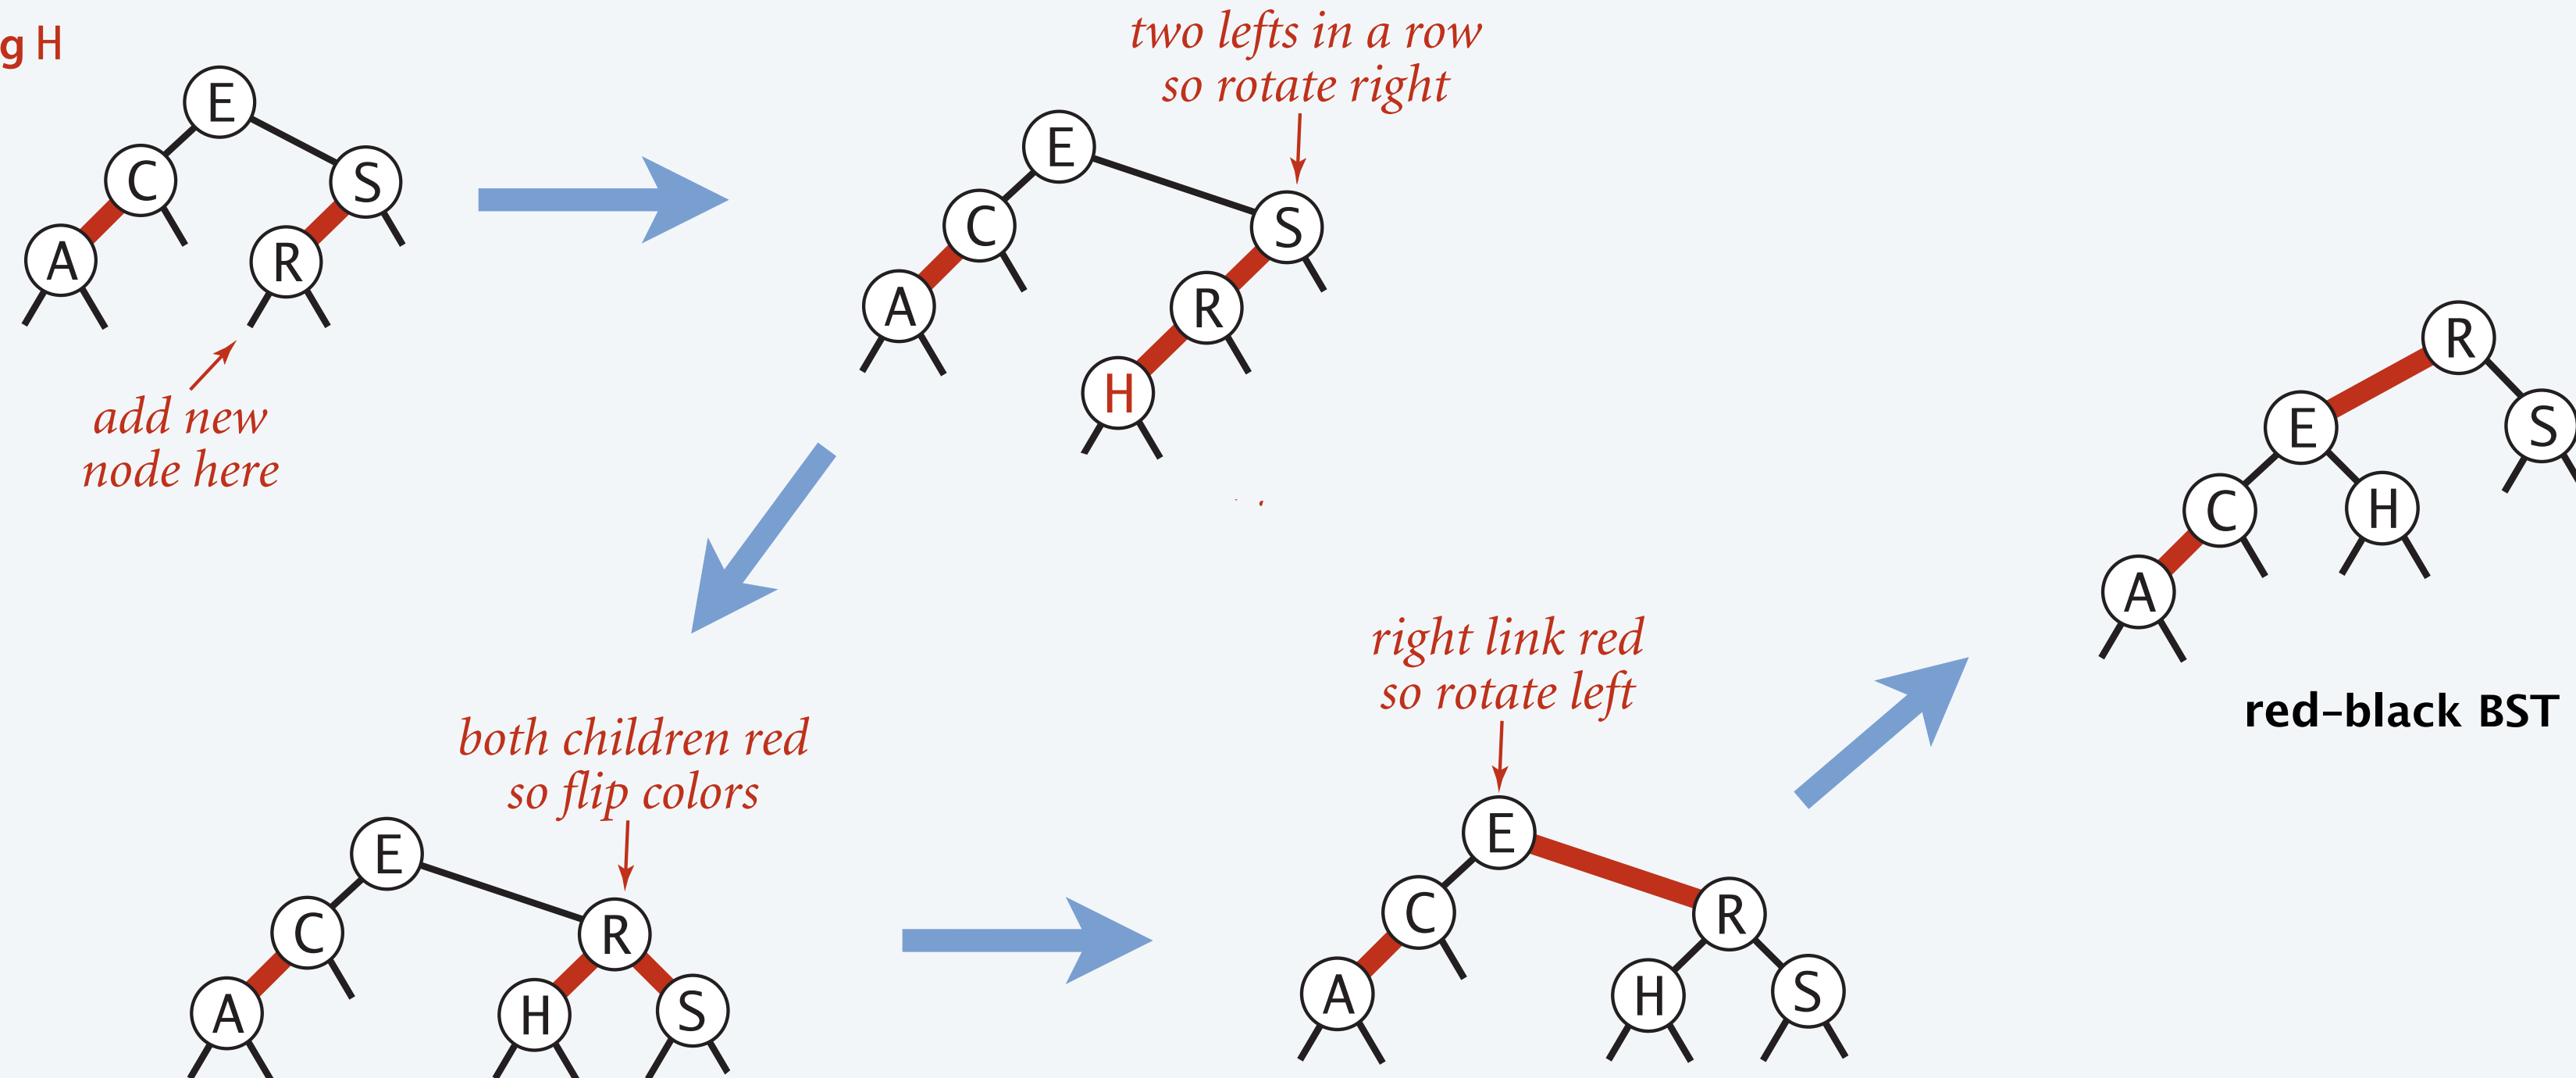 g H
E
C
S
A
R
add new
node here
two lefts in a row
so rotate right
E
C
S
A
R
H
both children red
so flip colors
E
C
R
A
H
S
right link red
so rotate left
E
C
R
A
H
S
R
E
S
C
H
A
red–black BST